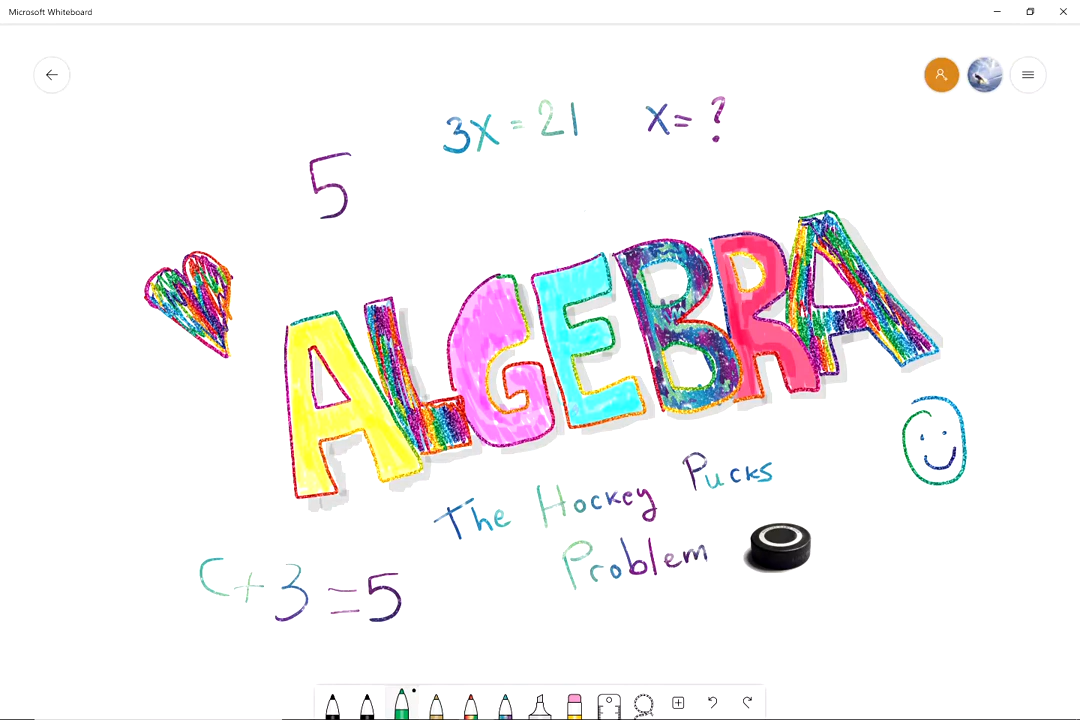 Microsoft Whiteboard
3x = 21 x = ?
5
ALGEBRA
The Hockey Pucks
Problem
C + 3 = 5